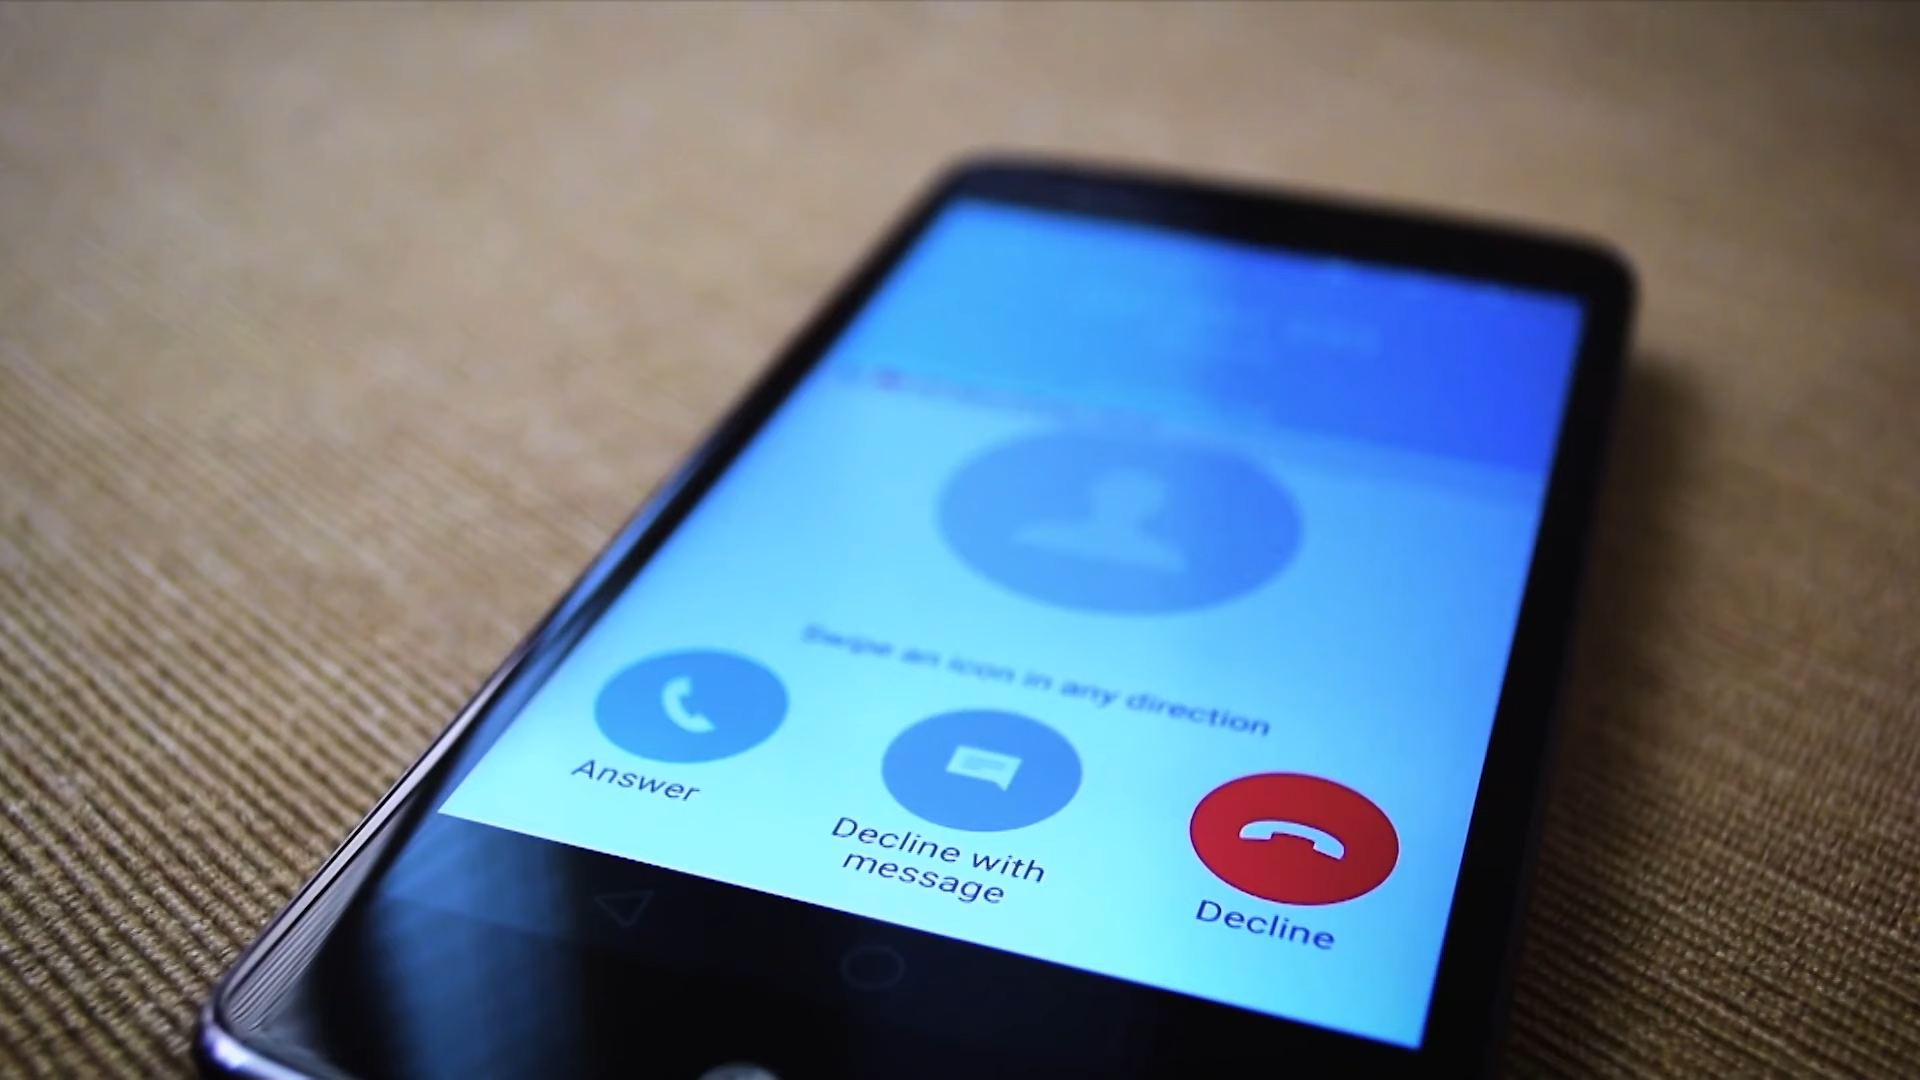 Swipe an icon in any direction
Answer
Decline with
message
Decline